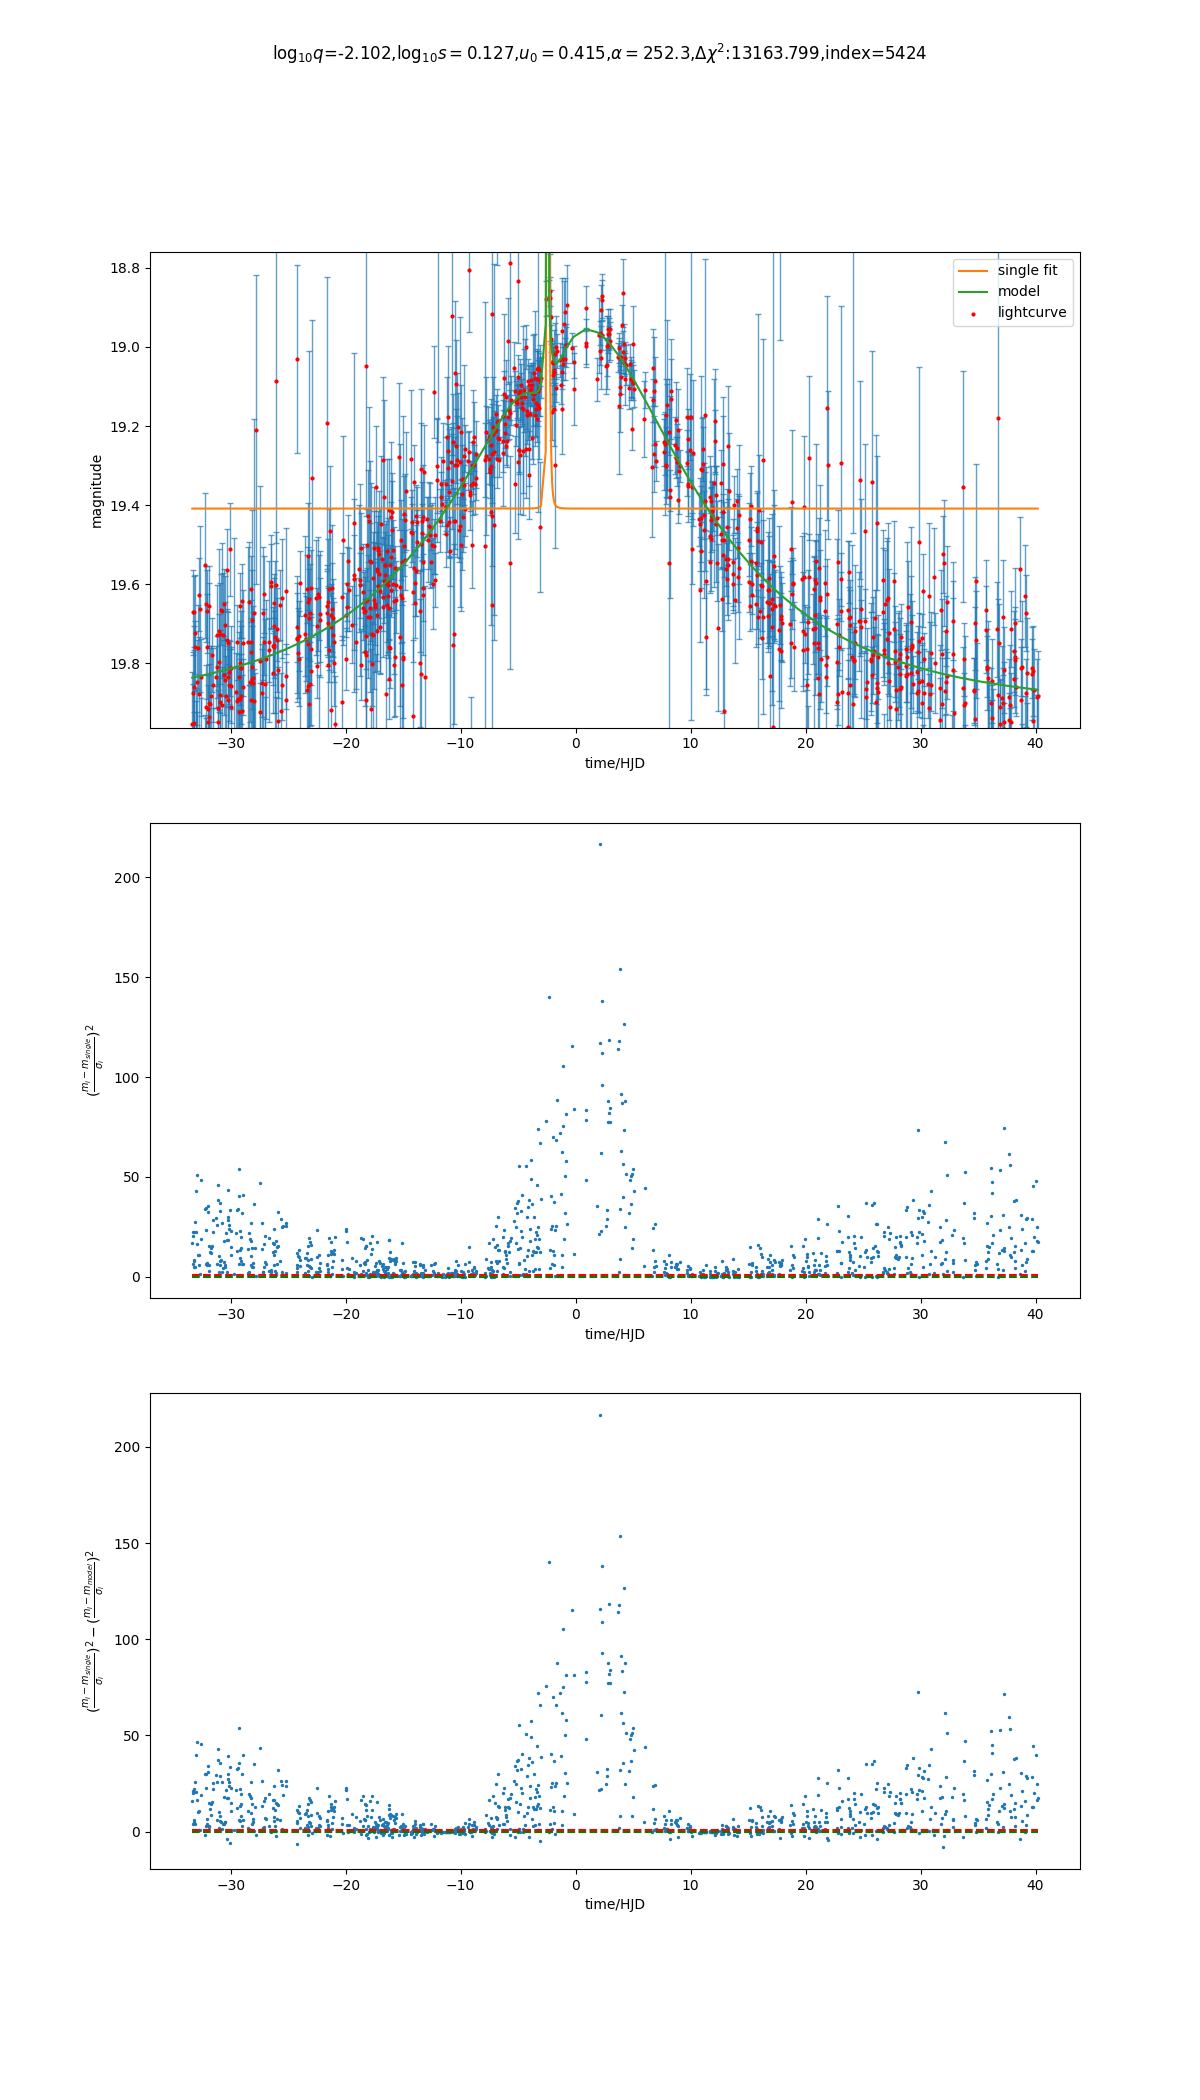 log₁₀q=-2.102,log₁₀s = 0.127,u₀ = 0.415,α = 252.3,Δχ²:13163.799,index=5424
18.8
19.0
19.2
19.4
19.6
19.8
magnitude
single fit
model
lightcurve
−30 −20 −10 0 10 20 30 40
time/HJD
200
150
100
50
0
(mᵢ − m_single / σᵢ)²
−30 −20 −10 0 10 20 30 40
time/HJD
200
150
100
50
0
(mᵢ − m_single / σᵢ)² − (mᵢ − m_model / σᵢ)²
−30 −20 −10 0 10 20 30 40
time/HJD